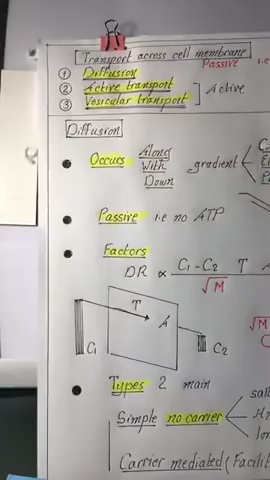 Transport across cell membrane
① Diffusion Passive i.e
② Active transport
③ Vesicular transport ] Active
Diffusion
• Occurs Along
With
Down
gradient
• Passive i.e no ATP
• Factors
DR ∝ C1 - C2 T A
√M
T
A
C1 C2
√M
• Types 2 main
Simple no carrier
Carrier mediated (Facilit